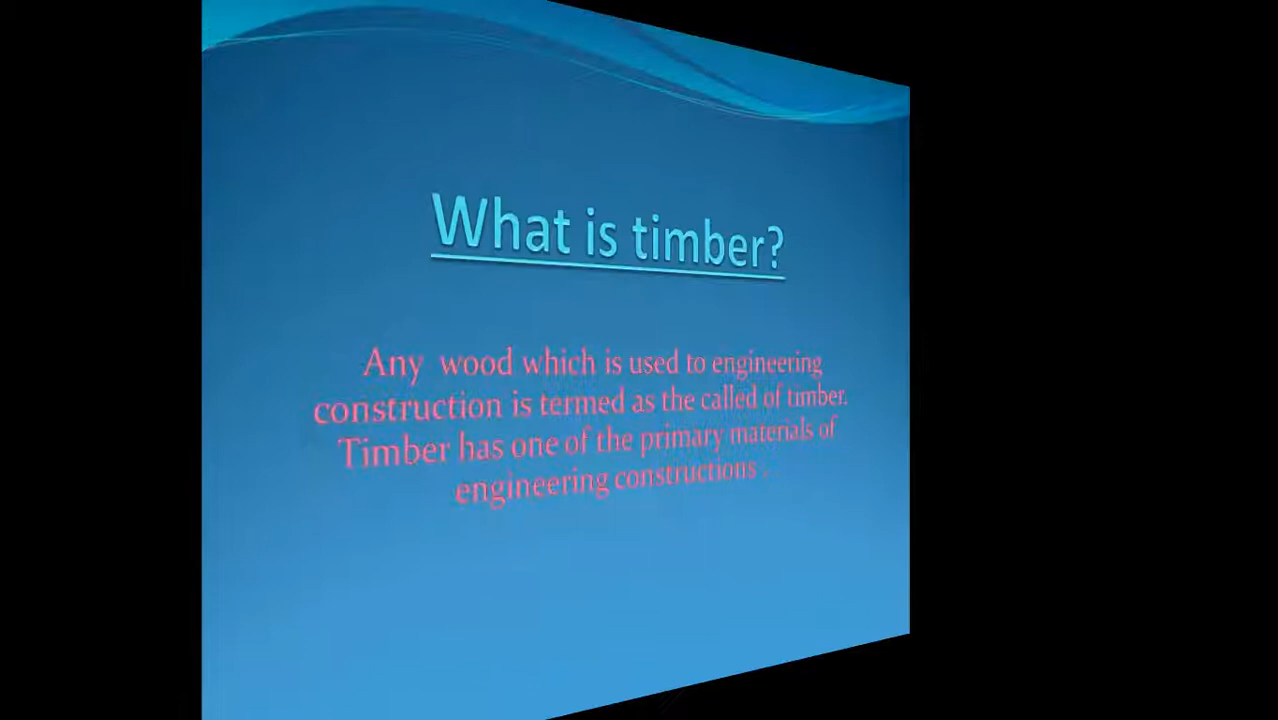 What is timber?
Any wood which is used to engineering
construction is termed as the called of timber.
Timber has one of the primary materials of
engineering constructions .